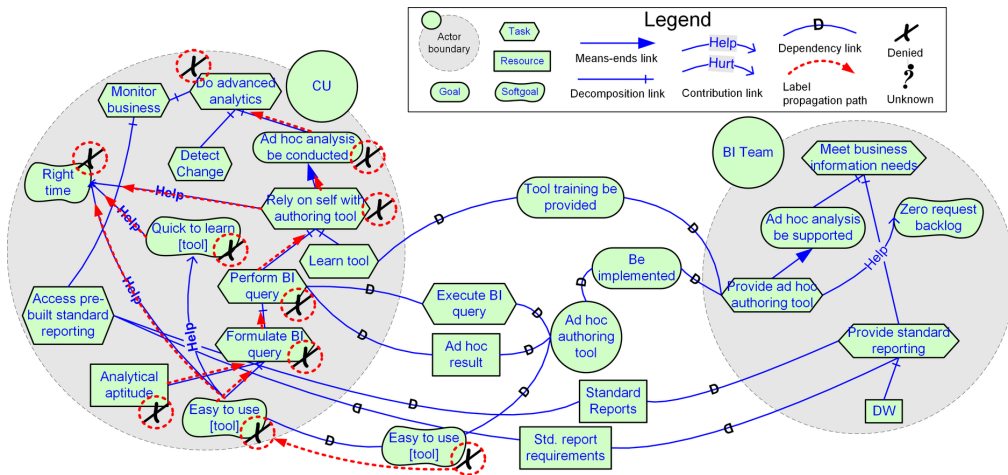 Legend
Actor
boundary
Task
Resource
Goal
Softgoal
Means-ends link
Decomposition link
Help
Hurt
Contribution link
D
Dependency link
Label
propagation path
Denied
Unknown
CU
Monitor
business
Do advanced
analytics
Detect
Change
Ad hoc analysis
be conducted
Right
time
Help
Rely on self with
authoring tool
Help
Quick to learn
[tool]
Learn tool
Help
Access pre-
built standard
reporting
Perform BI
query
Help
Formulate BI
query
Analytical
aptitude
Easy to use
[tool]
D
Tool training be
provided
D
D
Execute BI
query
D
D
Ad hoc
result
D
D
Be
implemented
D
Ad hoc
authoring
tool
D
Easy to use
[tool]
D
D
Standard
Reports
D
D
Std. report
requirements
D
BI Team
Meet business
information needs
Ad hoc analysis
be supported
Zero request
backlog
Help
Provide ad hoc
authoring tool
Provide standard
reporting
DW